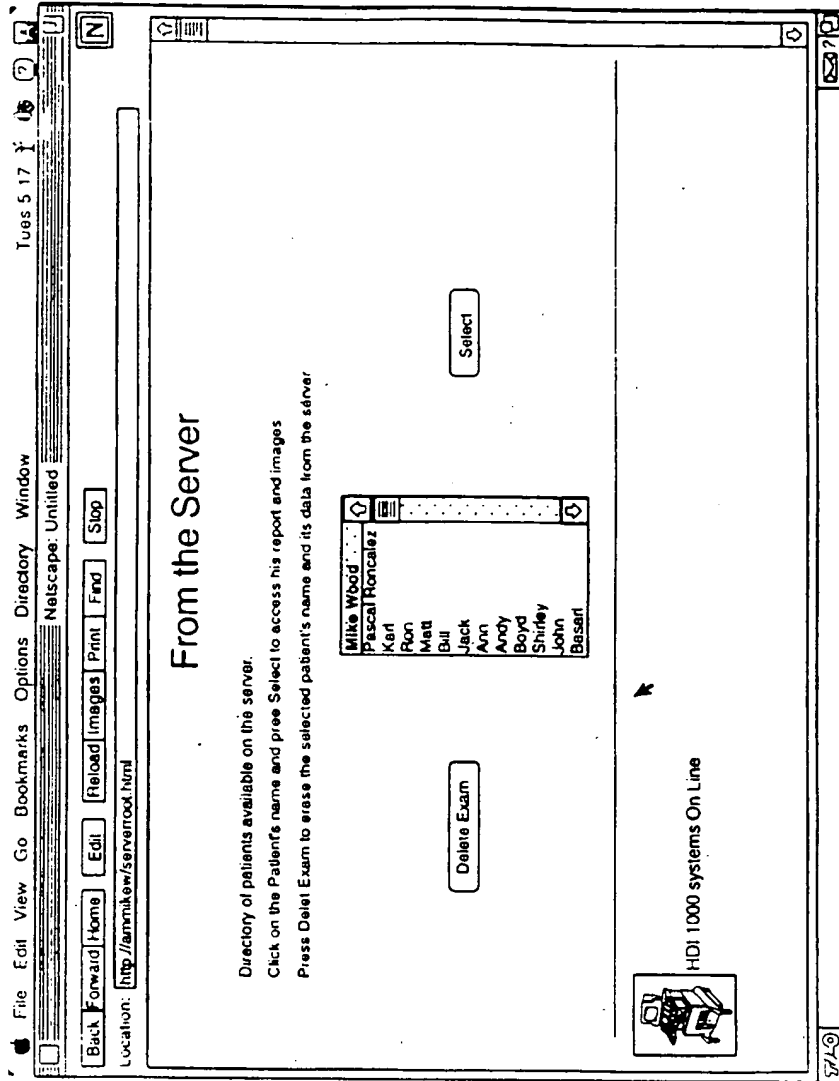 File Edit View Go Bookmarks Options Directory Window Tues 5 17
Netscape: Untitled
Back Forward Home Edit Reload Images Print Find Stop
N
Location: http://ammikew/serverroot.html
From the Server
Directory of patients available on the server.
Click on the Patient's name and pree Select to access his report and images
Press Delet Exam to erase the selected patient's name and its data from the server
Mike Wood
Pascal Roncalez
Karl
Ron
Matt
Bill
Jack
Ann
Andy
Boyd
Shirley
John
Basari
Delete Exam
Select
HDI 1000 systems On Line
?